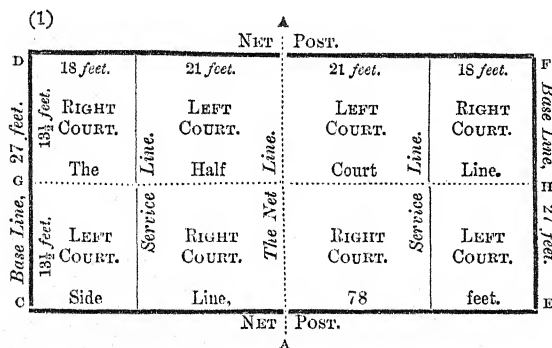 (1)
A
NET POST.
D 18 feet. 21 feet. 21 feet. 18 feet. F
RIGHT LEFT LEFT RIGHT
COURT. COURT. COURT. COURT.
13½ feet.
The Half Court Line.
G H
Base Line, 27 feet.
Service Line.
The Net Line.
Service Line.
Base Line, 27 feet.
13½ feet.
LEFT RIGHT RIGHT LEFT
COURT. COURT. COURT. COURT.
C Side Line, 78 feet. E
NET POST.
A